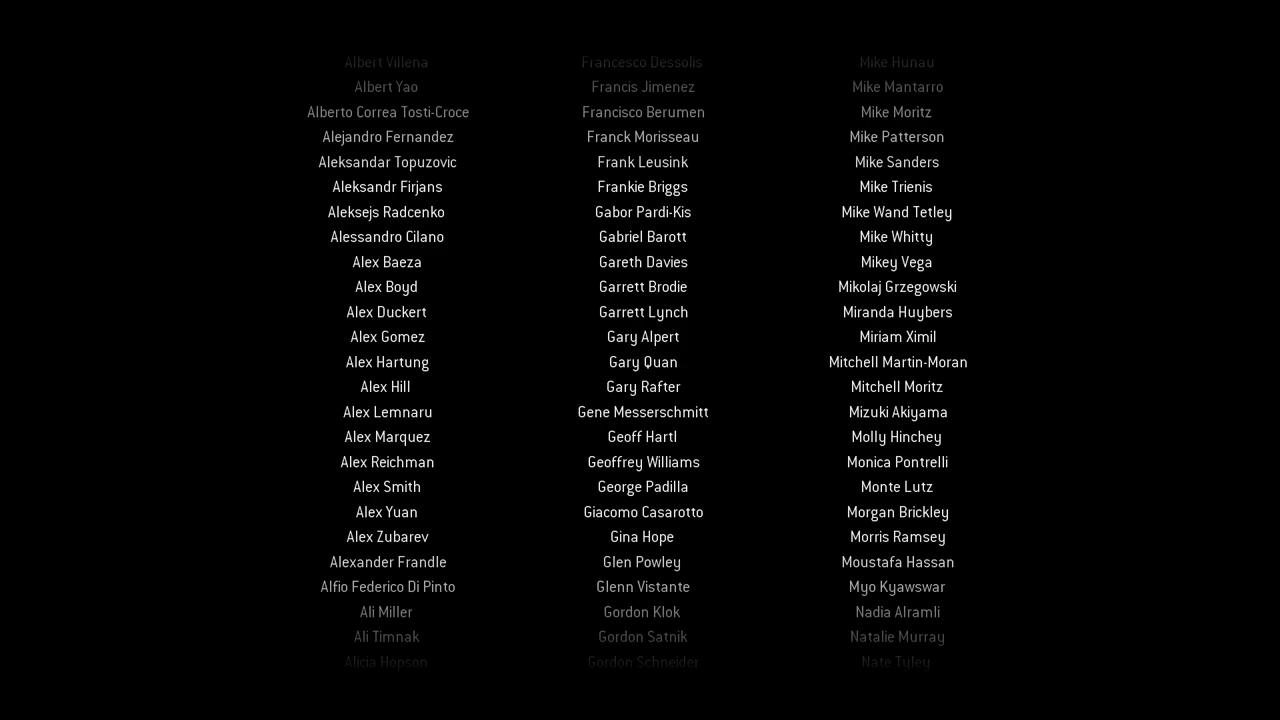 Albert Villena
Albert Yao
Alberto Correa Tosti-Croce
Alejandro Fernandez
Aleksandar Topuzovic
Aleksandr Firjans
Aleksejs Radcenko
Alessandro Cilano
Alex Baeza
Alex Boyd
Alex Duckert
Alex Gomez
Alex Hartung
Alex Hill
Alex Lemnaru
Alex Marquez
Alex Reichman
Alex Smith
Alex Yuan
Alex Zubarev
Alexander Frandle
Alfio Federico Di Pinto
Ali Miller
Ali Timnak
Alicia Hopson
Francesco Dessolis
Francis Jimenez
Francisco Berumen
Franck Morisseau
Frank Leusink
Frankie Briggs
Gabor Pardi-Kis
Gabriel Barott
Gareth Davies
Garrett Brodie
Garrett Lynch
Gary Alpert
Gary Quan
Gary Rafter
Gene Messerschmitt
Geoff Hartl
Geoffrey Williams
George Padilla
Giacomo Casarotto
Gina Hope
Glen Powley
Glenn Vistante
Gordon Klok
Gordon Satnik
Gordon Schneider
Mike Hunau
Mike Mantarro
Mike Moritz
Mike Patterson
Mike Sanders
Mike Trienis
Mike Wand Tetley
Mike Whitty
Mikey Vega
Mikolaj Grzegowski
Miranda Huybers
Miriam Ximil
Mitchell Martin-Moran
Mitchell Moritz
Mizuki Akiyama
Molly Hinchey
Monica Pontrelli
Monte Lutz
Morgan Brickley
Morris Ramsey
Moustafa Hassan
Myo Kyawswar
Nadia Alramli
Natalie Murray
Nate Tyley